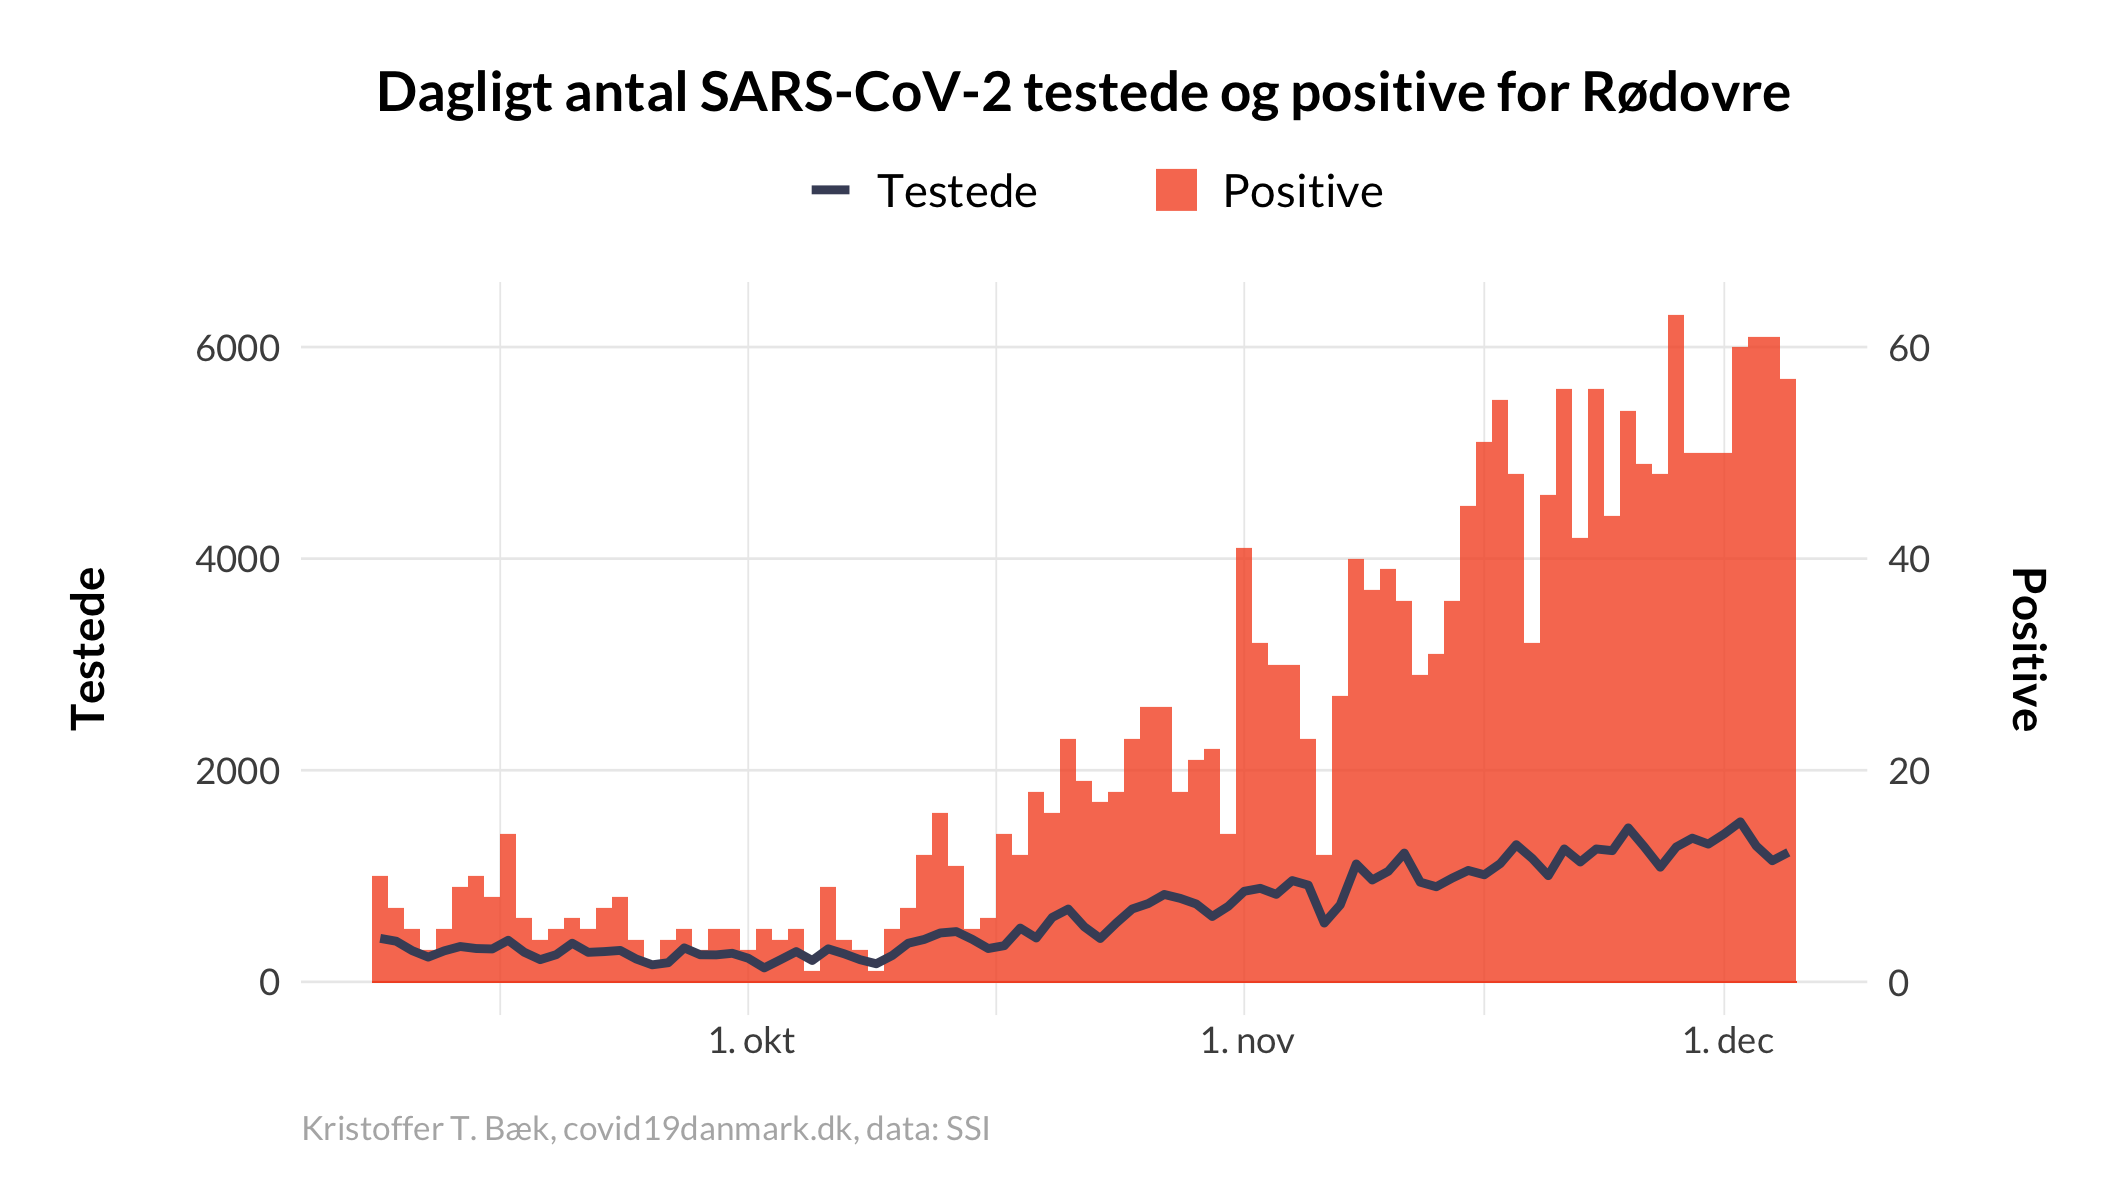 Dagligt antal SARS-CoV-2 testede og positive for Rødovre
Testede Positive
6000 60
4000 40
2000 20
0 0
Testede
Positive
1. okt 1. nov 1. dec
Kristoffer T. Bæk, covid19danmark.dk, data: SSI